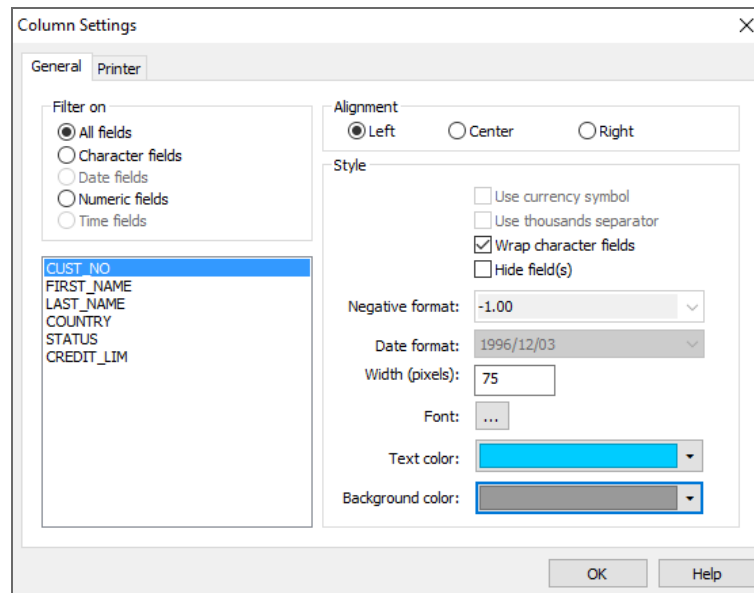 Column Settings
General
Printer
Filter on
All fields
Character fields
Date fields
Numeric fields
Time fields
CUST_NO
FIRST_NAME
LAST_NAME
COUNTRY
STATUS
CREDIT_LIM
Alignment
Left Center Right
Style
Use currency symbol
Use thousands separator
Wrap character fields
Hide field(s)
Negative format: -1.00
Date format: 1996/12/03
Width (pixels): 75
Font: ...
Text color:
Background color:
OK Help